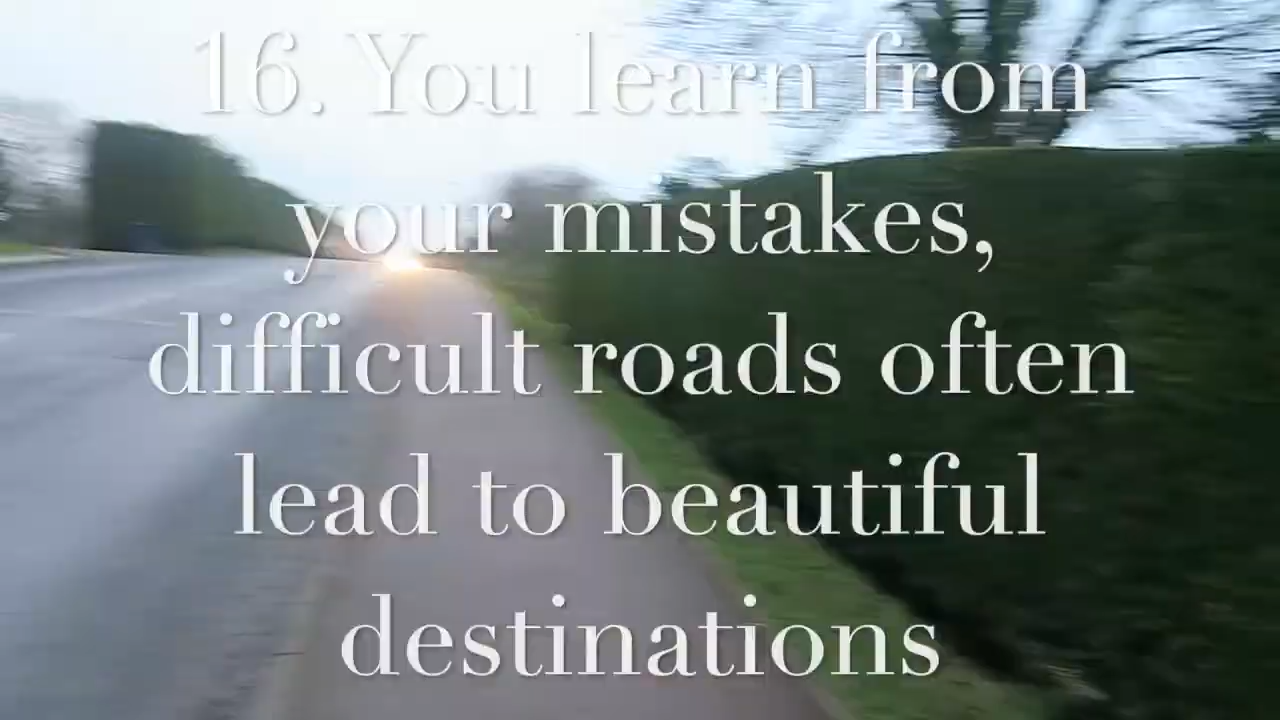 16. You learn from
your mistakes,
difficult roads often
lead to beautiful
destinations